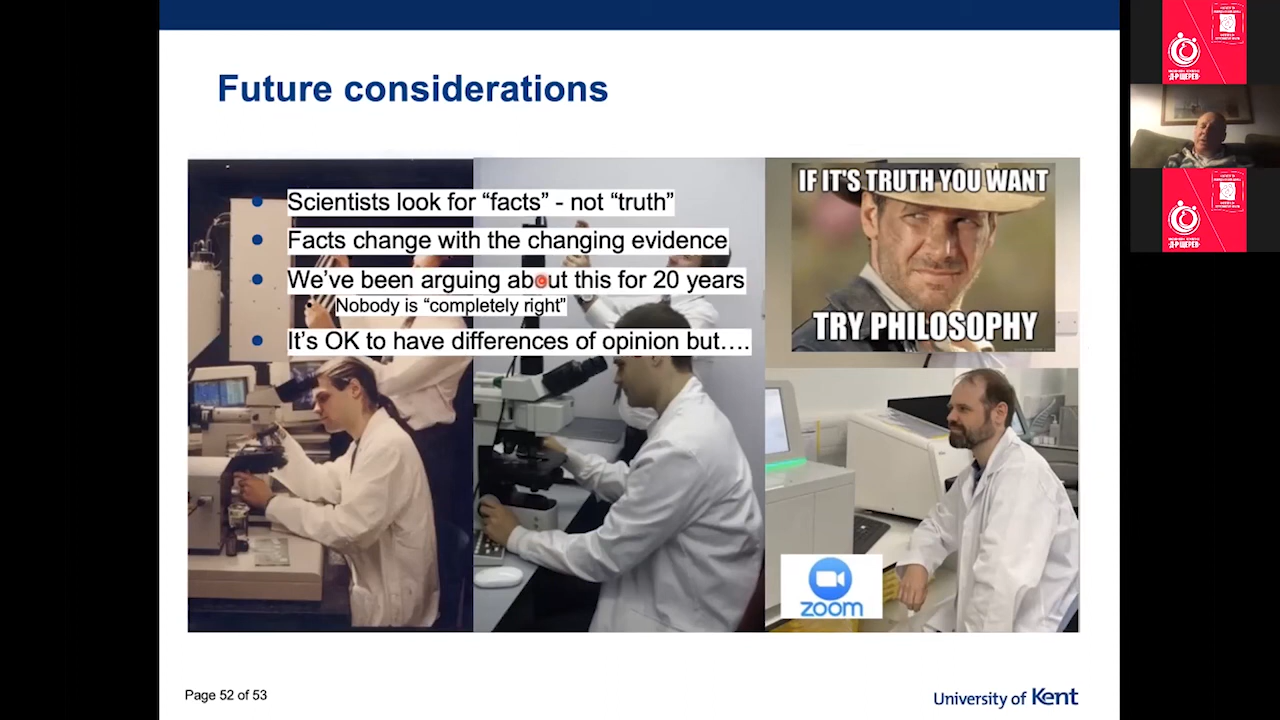 Future considerations
Scientists look for “facts” - not “truth”
Facts change with the changing evidence
We’ve been arguing about this for 20 years
Nobody is “completely right”
It’s OK to have differences of opinion but….
IF IT'S TRUTH YOU WANT
TRY PHILOSOPHY
zoom
Page 52 of 53
University of Kent
Д-Р ЩЕРЕВ
Д-Р ЩЕРЕВ